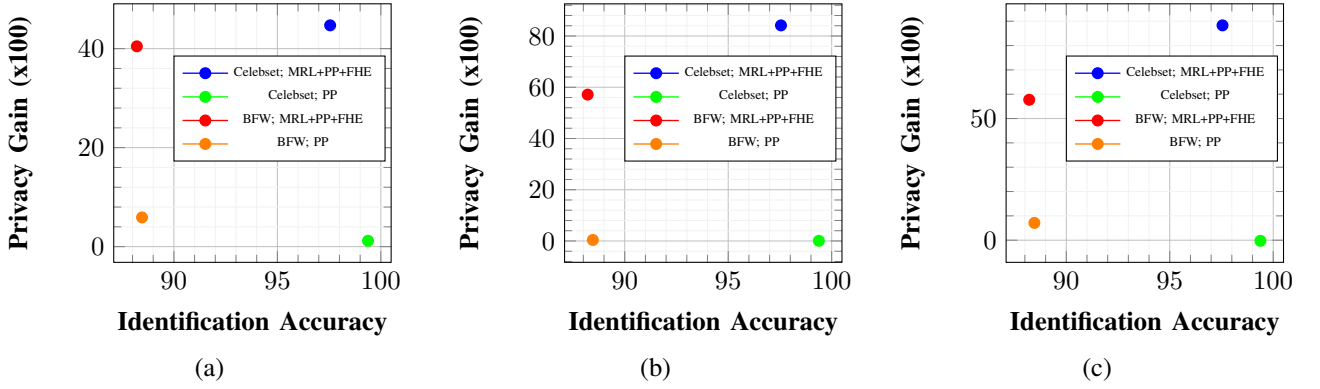 Privacy Gain (x100)
40
20
0
90
95
100
Celebset; MRL+PP+FHE
Celebset; PP
BFW; MRL+PP+FHE
BFW; PP
Identification Accuracy
(a)
Privacy Gain (x100)
80
60
40
20
0
90
95
100
Celebset; MRL+PP+FHE
Celebset; PP
BFW; MRL+PP+FHE
BFW; PP
Identification Accuracy
(b)
Privacy Gain (x100)
50
0
90
95
100
Celebset; MRL+PP+FHE
Celebset; PP
BFW; MRL+PP+FHE
BFW; PP
Identification Accuracy
(c)